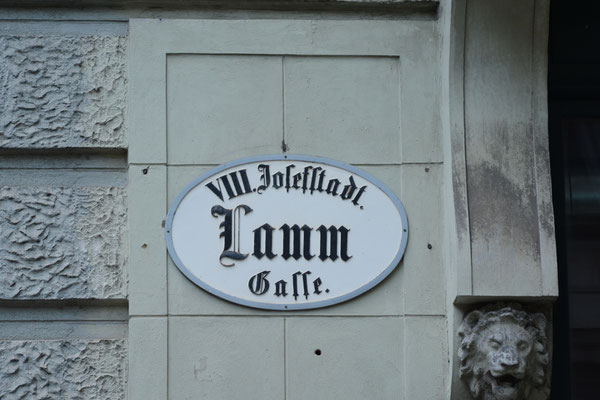 VIII. Josefstadt.
Lamm
Gasse.